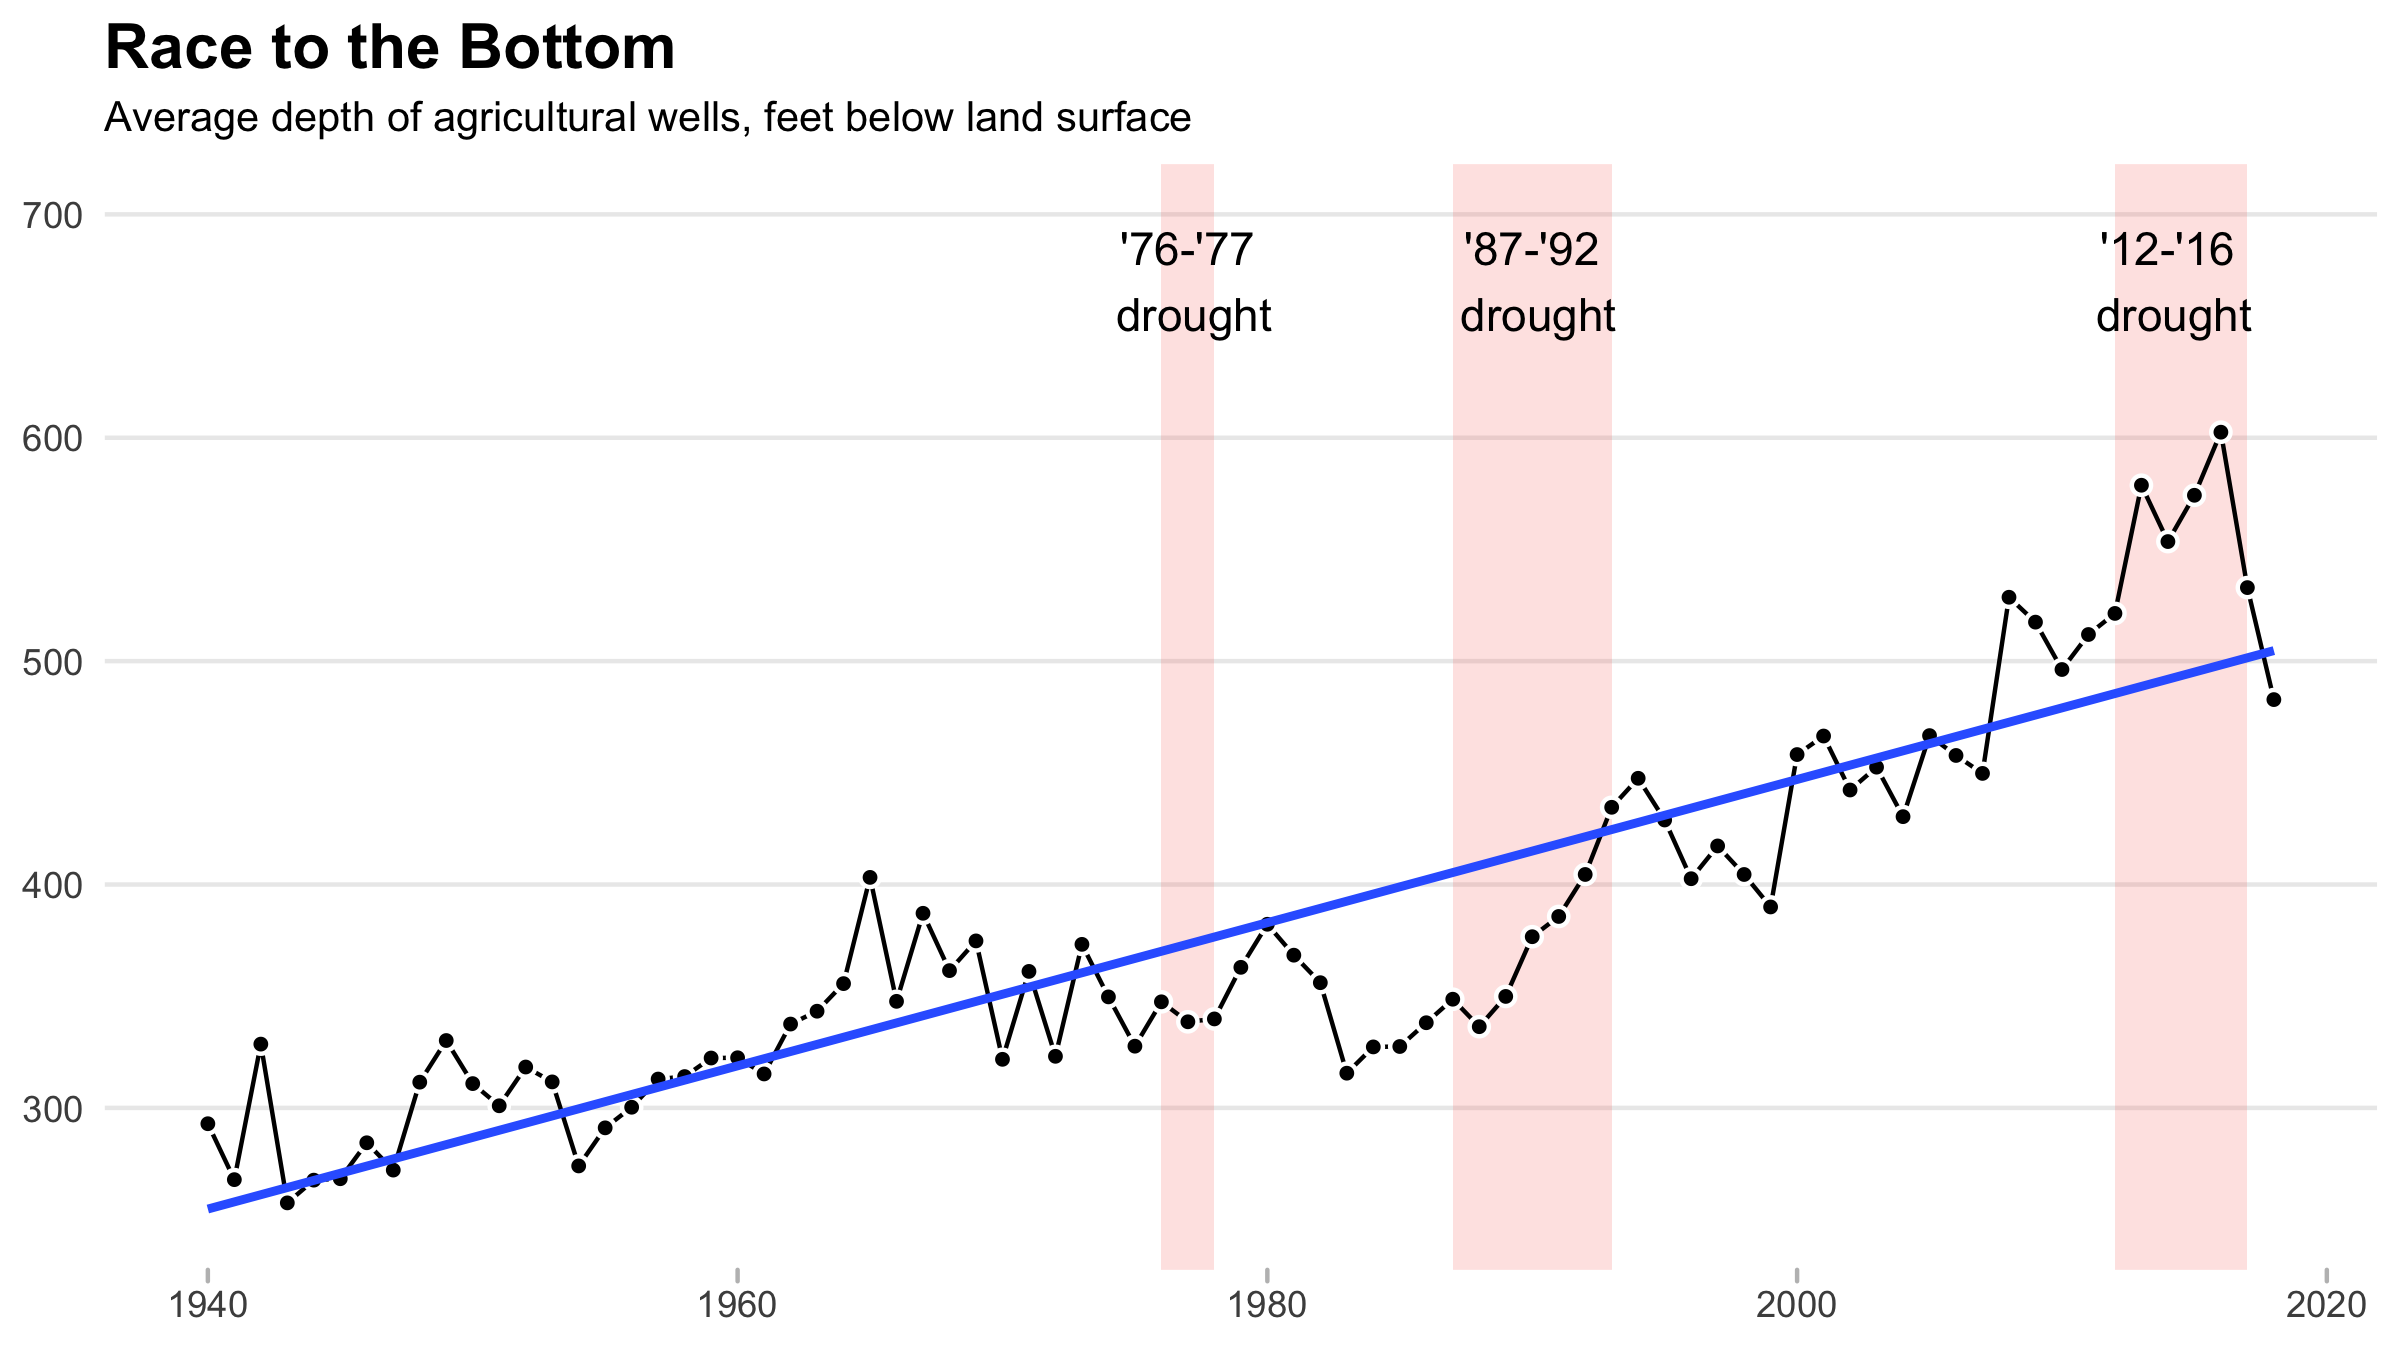 Race to the Bottom
Average depth of agricultural wells, feet below land surface
700
600
500
400
300
'76-'77
drought
'87-'92
drought
'12-'16
drought
1940
1960
1980
2000
2020